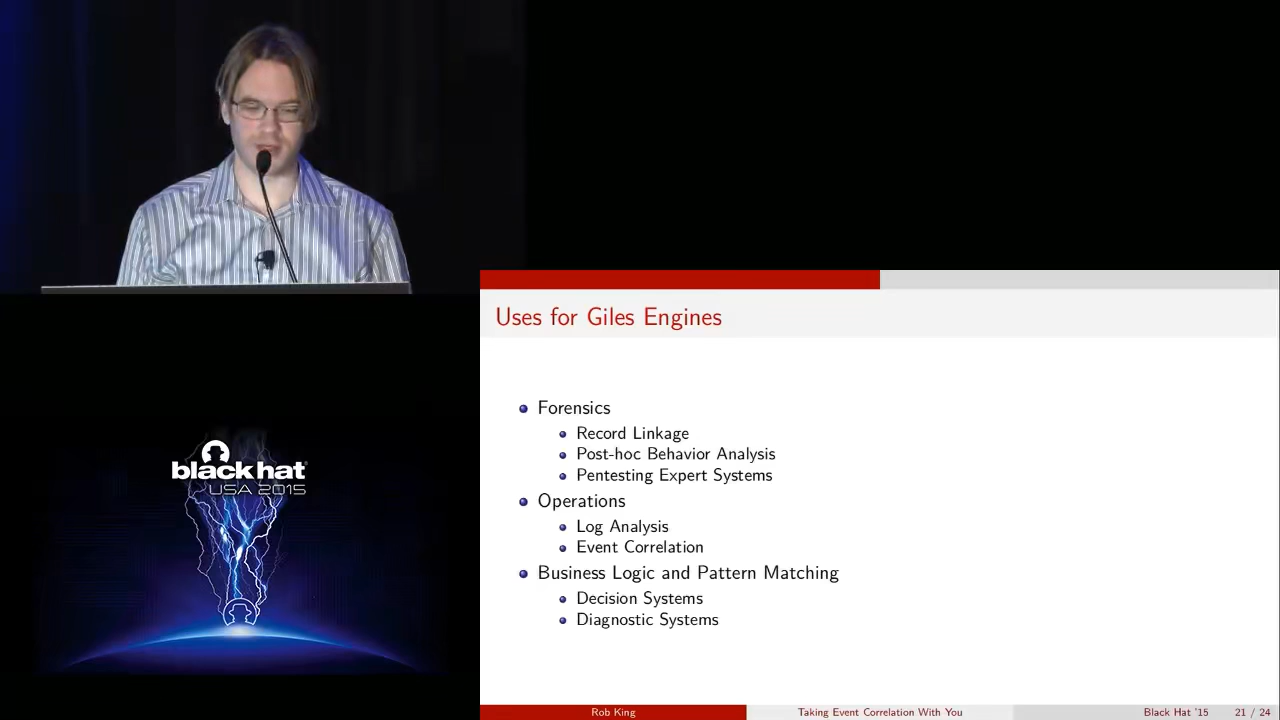 Uses for Giles Engines
Forensics
Record Linkage
Post-hoc Behavior Analysis
Pentesting Expert Systems
Operations
Log Analysis
Event Correlation
Business Logic and Pattern Matching
Decision Systems
Diagnostic Systems
black hat
USA 2015
Rob King
Taking Event Correlation With You
Black Hat '15
21 / 24